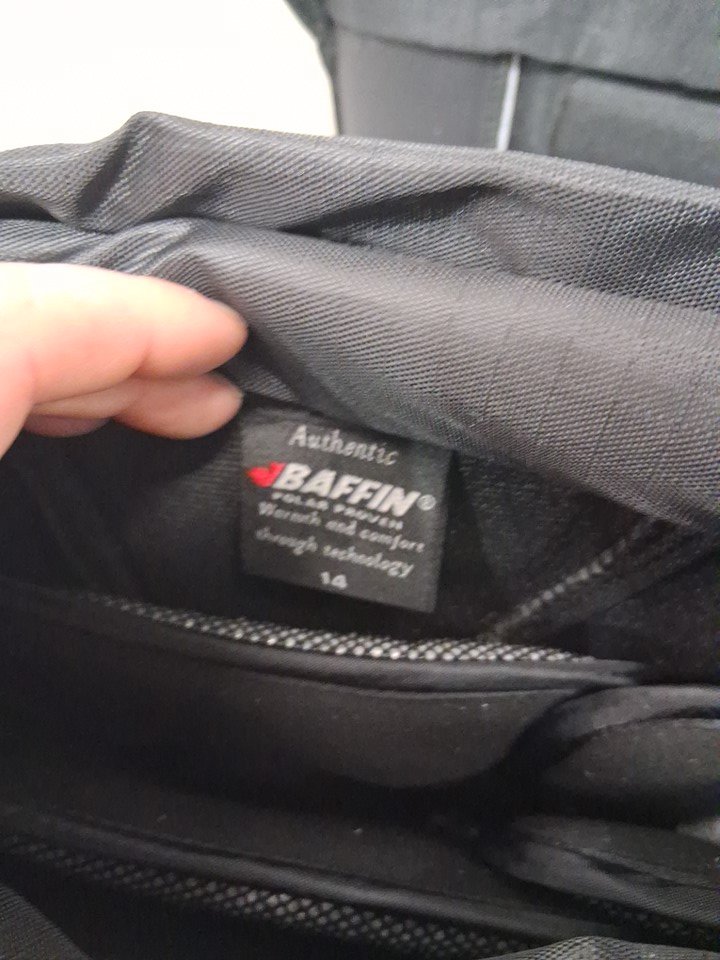 Authentic
BAFFIN®
POLAR PROVEN
Warmth and comfort
through technology
14